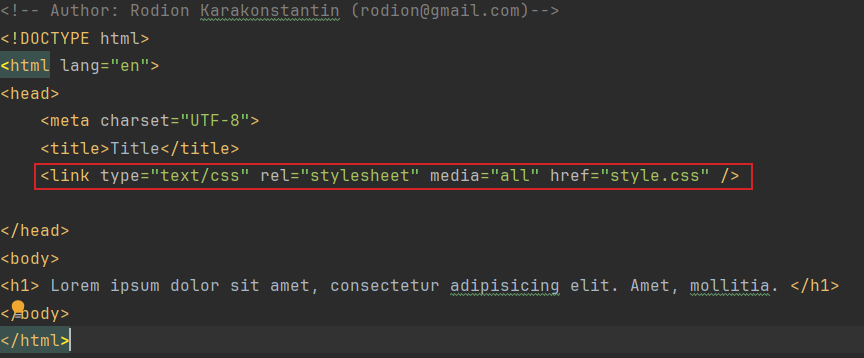 <!-- Author: Rodion Karakonstantin (rodion@gmail.com)-->
<!DOCTYPE html>
<html lang="en">
<head>
    <meta charset="UTF-8">
    <title>Title</title>
    <link type="text/css" rel="stylesheet" media="all" href="style.css" />
</head>
<body>
<h1> Lorem ipsum dolor sit amet, consectetur adipisicing elit. Amet, mollitia. </h1>
</body>
</html>